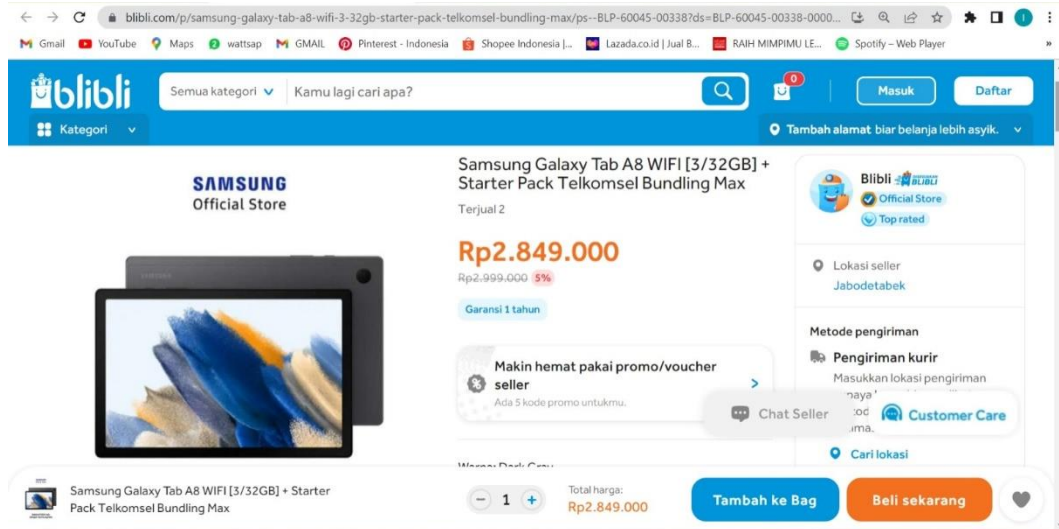 blibli.com/p/samsung-galaxy-tab-a8-wifi-3-32gb-starter-pack-telkomsel-bundling-max/ps--BLP-60045-00338?ds=BLP-60045-00338-0000...
Gmail YouTube Maps wattsap GMAIL Pinterest - Indonesia Shopee Indonesia |... Lazada.co.id | Jual B... RAIH MIMPIMU LE... Spotify – Web Player »
blibli Semua kategori Kamu lagi cari apa? 0 Masuk Daftar
Kategori Tambah alamat biar belanja lebih asyik.
SAMSUNG
Official Store
SAMSUNG
Samsung Galaxy Tab A8 WIFI [3/32GB] +
Starter Pack Telkomsel Bundling Max
Terjual 2
Rp2.849.000
Rp2.999.000 5%
Garansi 1 tahun
Makin hemat pakai promo/voucher
seller
Ada 5 kode promo untukmu.
Warna: Dark Gray
Blibli
Official Store
Top rated
Lokasi seller
Jabodetabek
Metode pengiriman
Pengiriman kurir
Masukkan lokasi pengiriman
Chat Seller
Customer Care
Cari lokasi
Samsung Galaxy Tab A8 WIFI [3/32GB] + Starter
Pack Telkomsel Bundling Max
- 1 +
Total harga:
Rp2.849.000
Tambah ke Bag
Beli sekarang